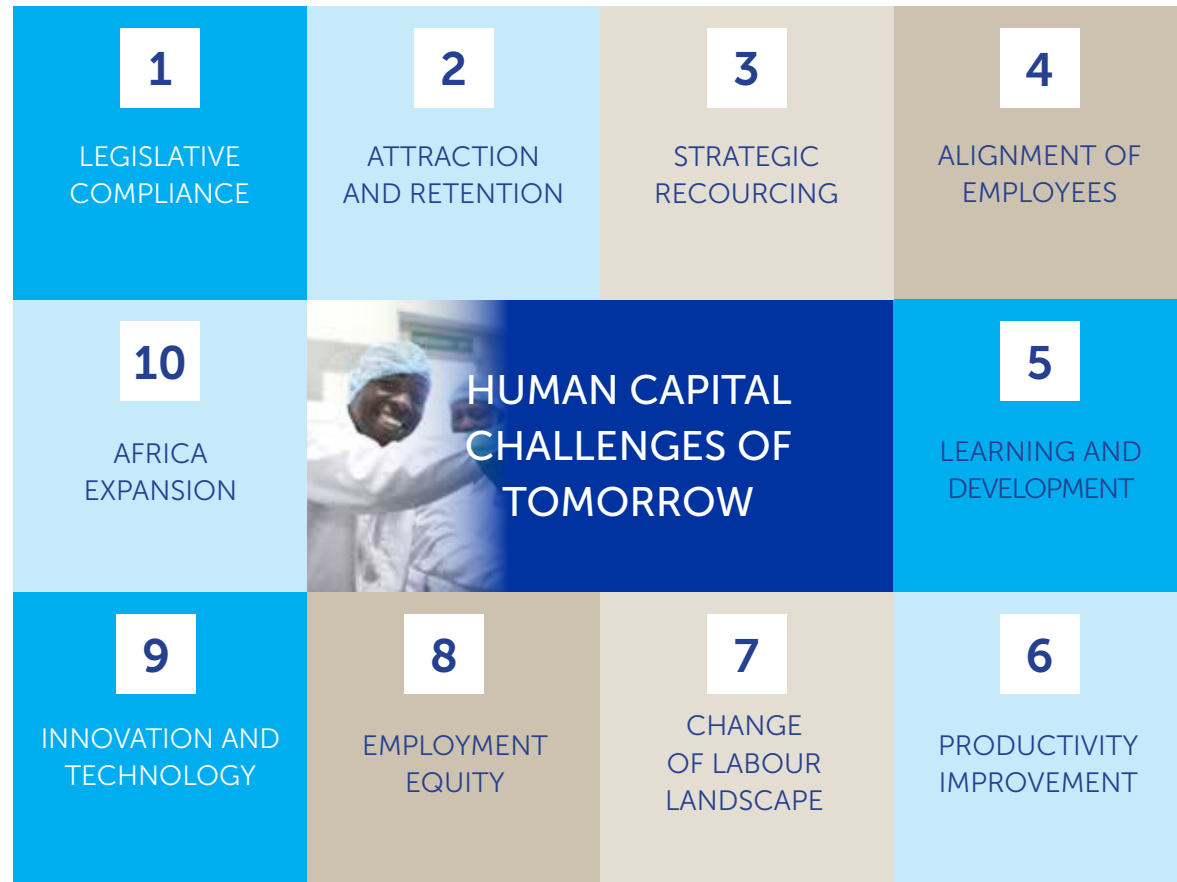 1
LEGISLATIVE
COMPLIANCE
2
ATTRACTION
AND RETENTION
3
STRATEGIC
RECOURCING
4
ALIGNMENT OF
EMPLOYEES
10
AFRICA
EXPANSION
HUMAN CAPITAL
CHALLENGES OF
TOMORROW
5
LEARNING AND
DEVELOPMENT
9
INNOVATION AND
TECHNOLOGY
8
EMPLOYMENT
EQUITY
7
CHANGE
OF LABOUR
LANDSCAPE
6
PRODUCTIVITY
IMPROVEMENT